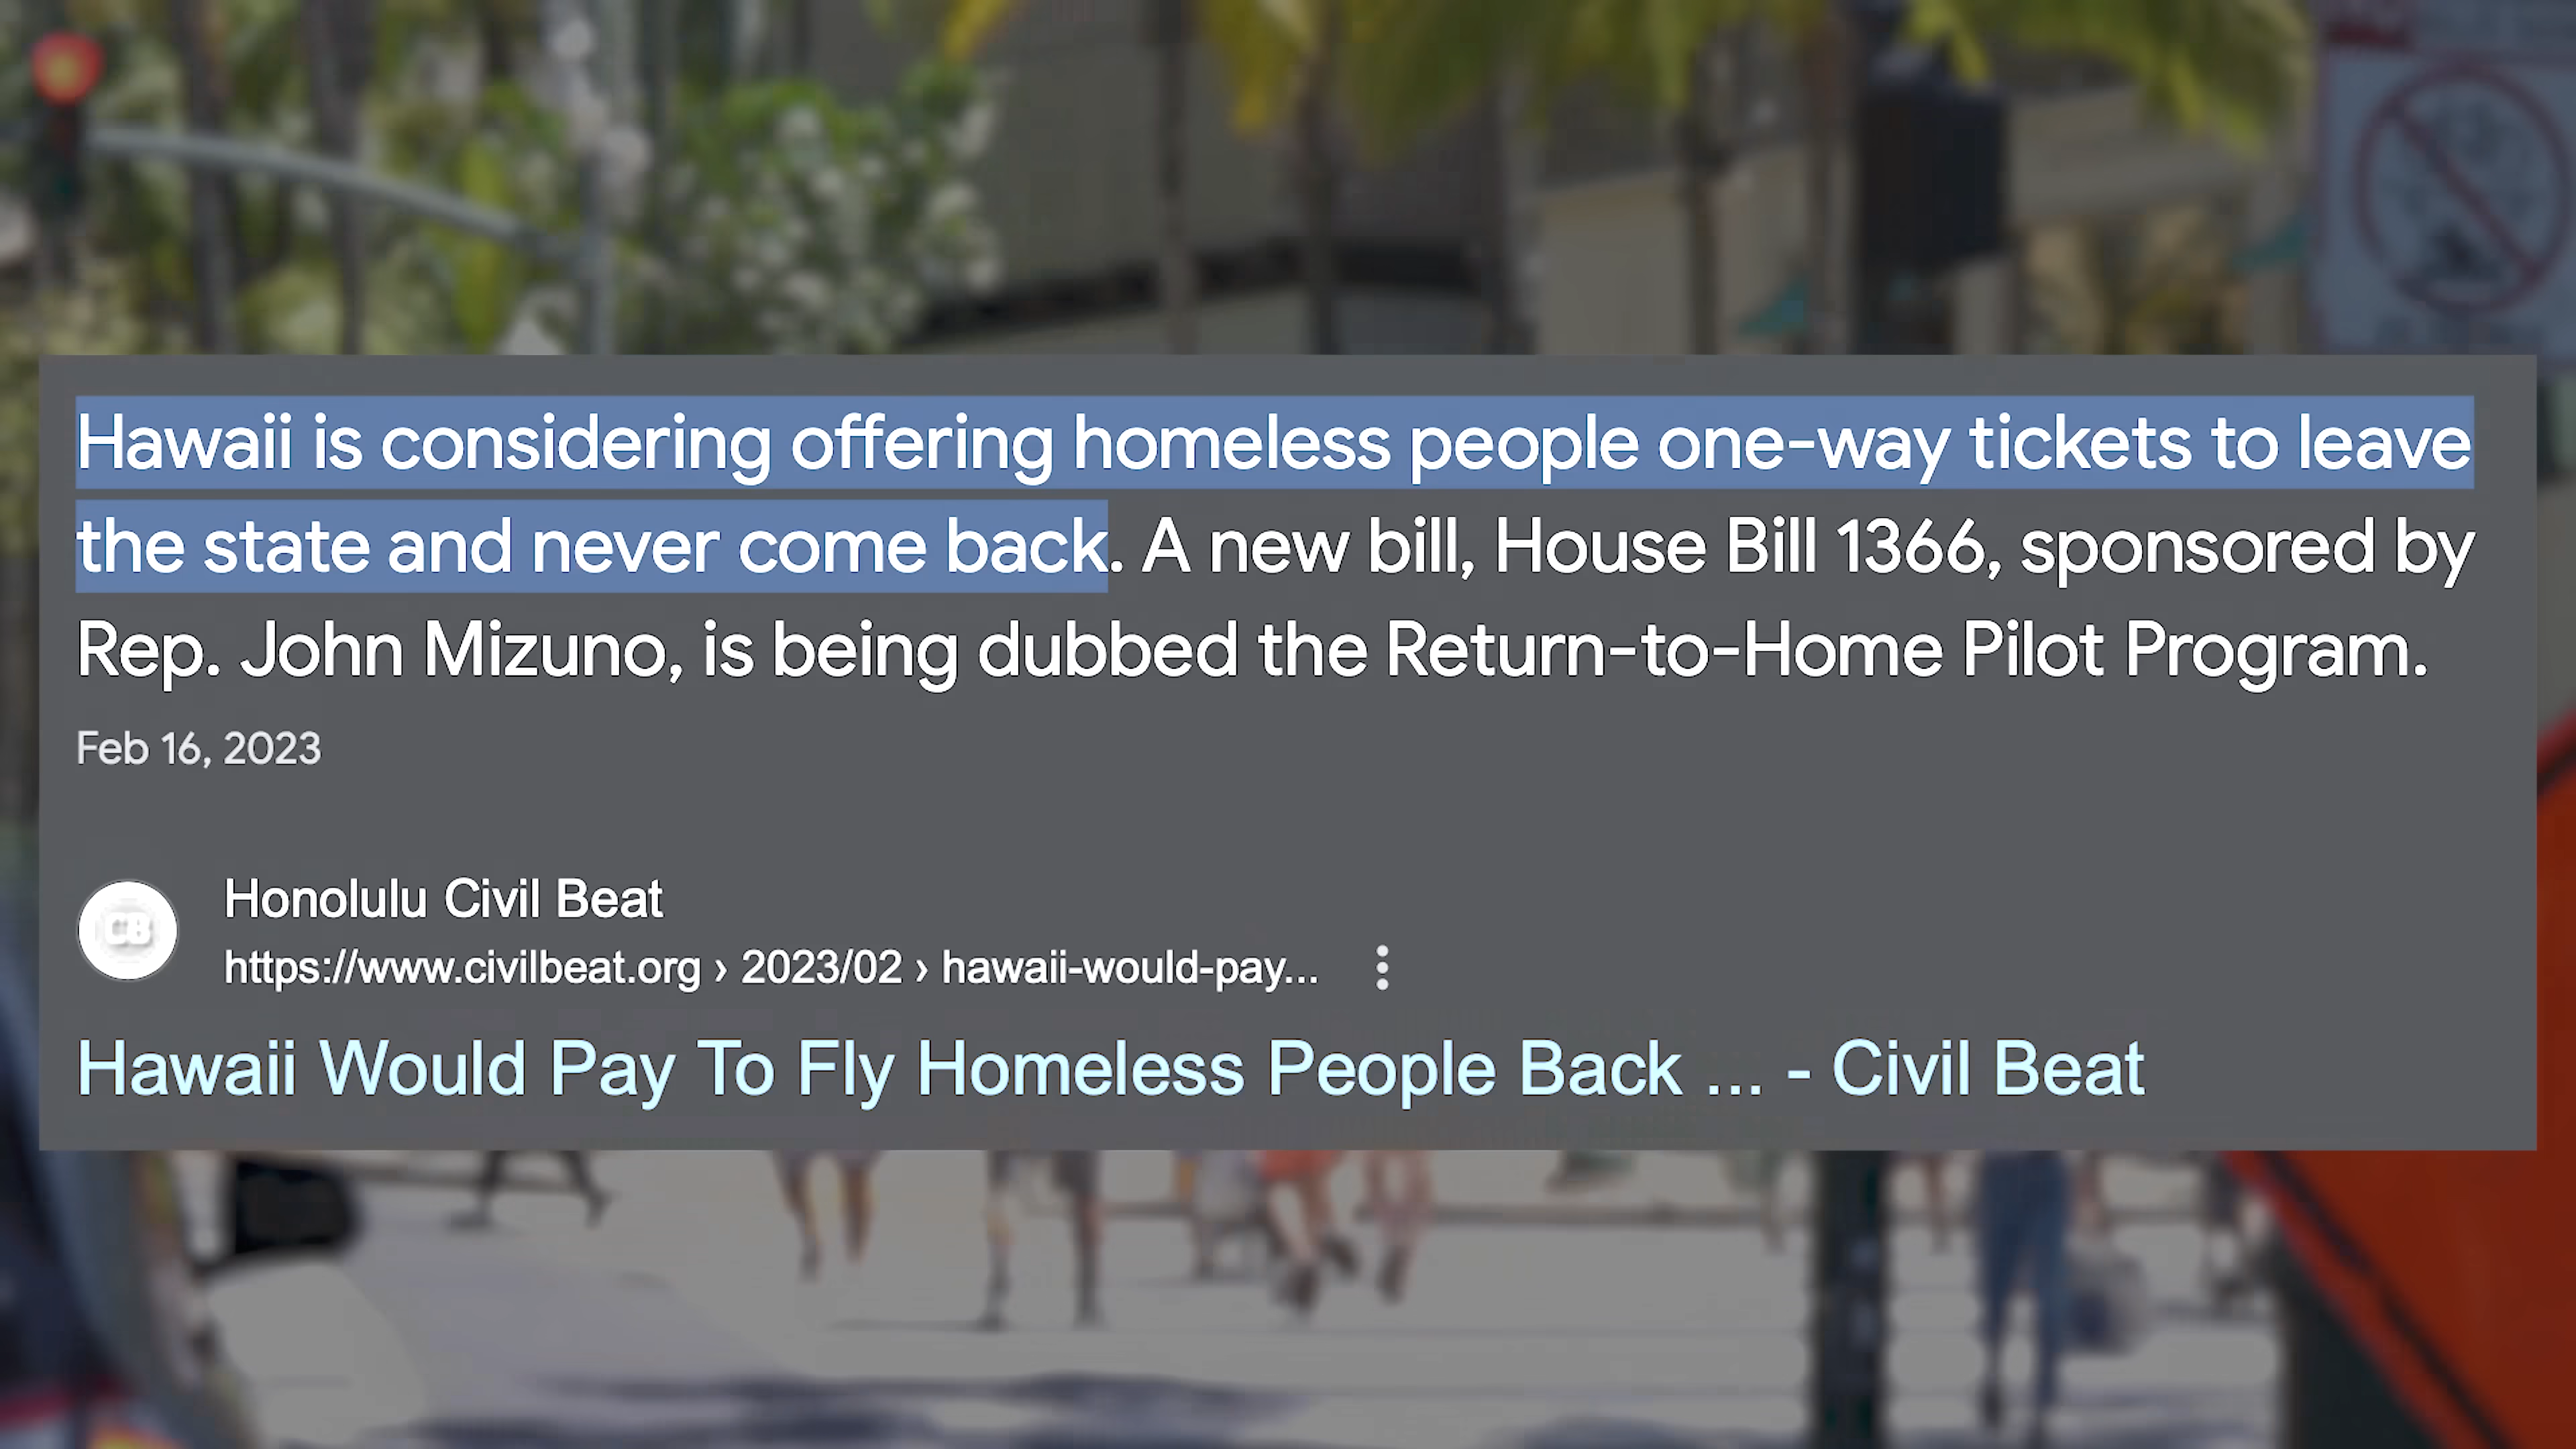 Hawaii is considering offering homeless people one-way tickets to leave
the state and never come back. A new bill, House Bill 1366, sponsored by
Rep. John Mizuno, is being dubbed the Return-to-Home Pilot Program.
Feb 16, 2023
CB
Honolulu Civil Beat
https://www.civilbeat.org › 2023/02 › hawaii-would-pay...
Hawaii Would Pay To Fly Homeless People Back ... - Civil Beat